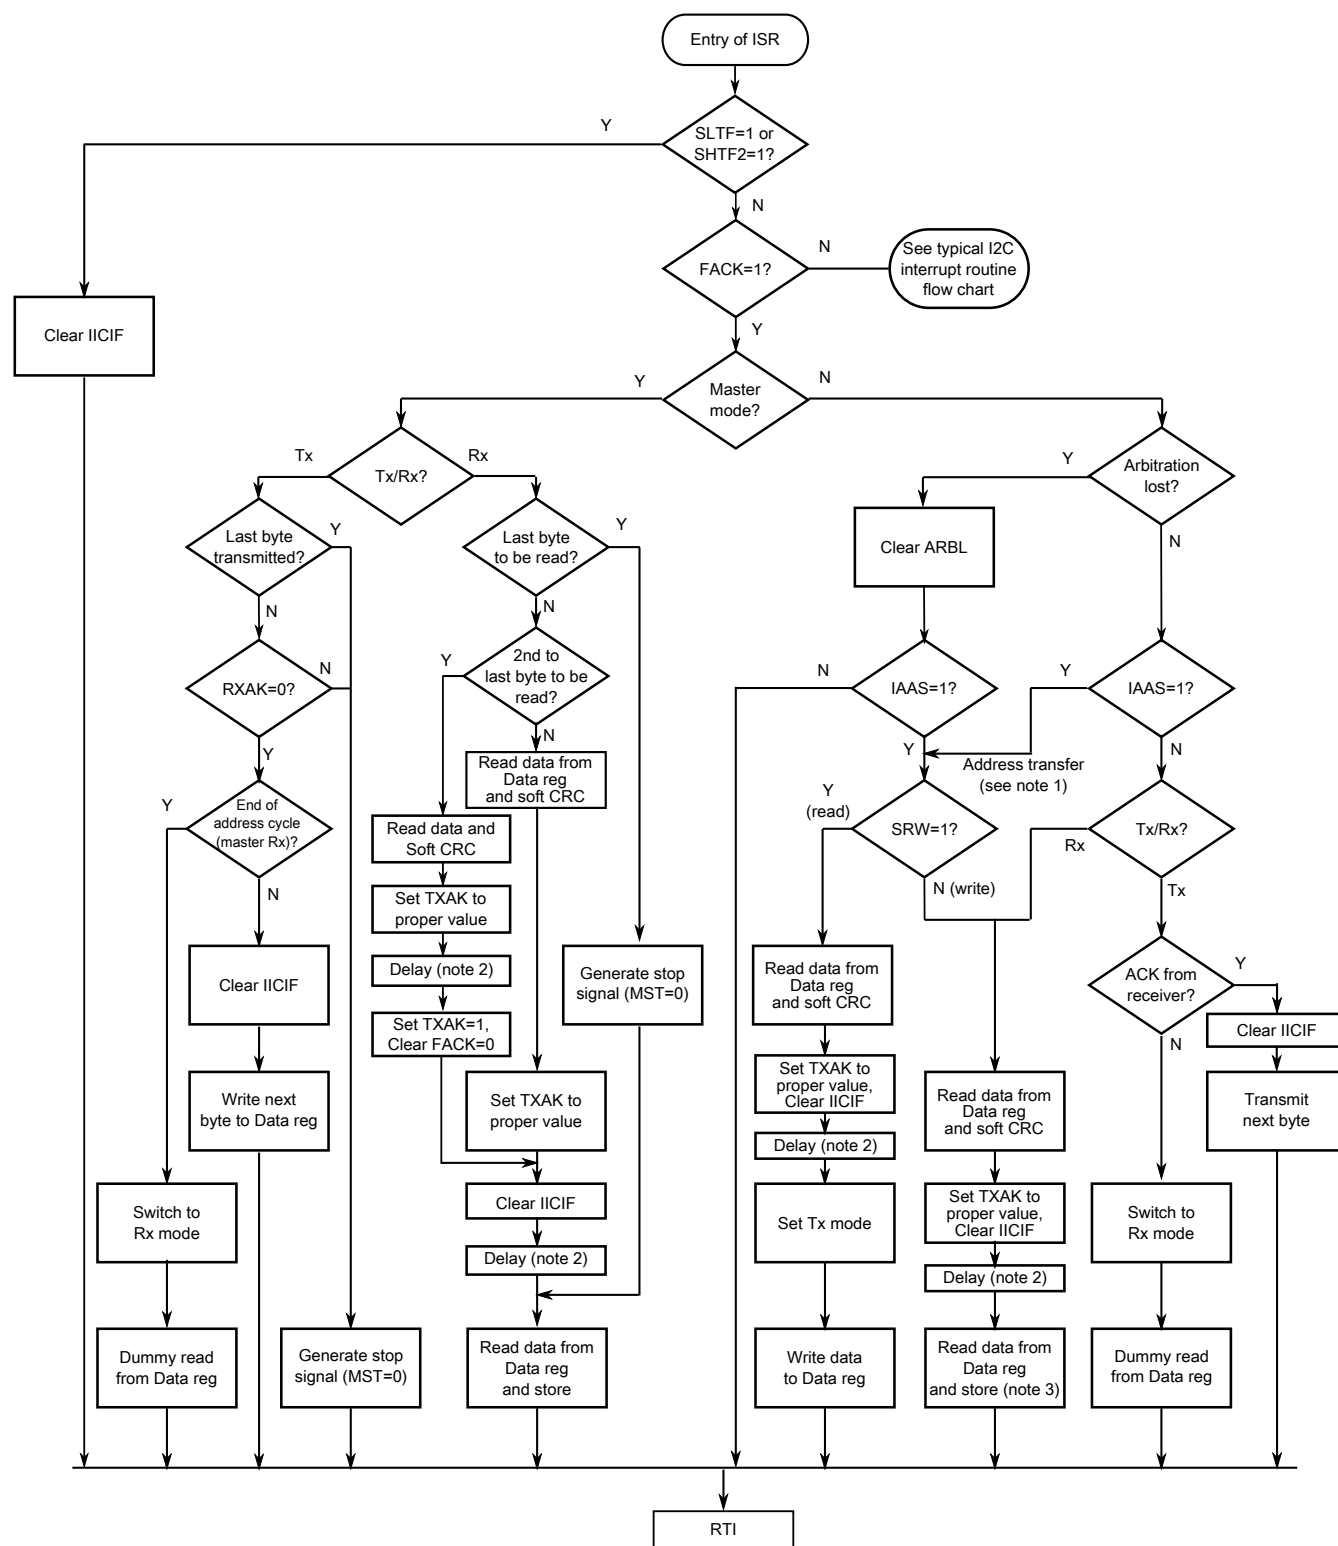 Entry of ISR
Y
SLTF=1 or
SHTF2=1?
N
FACK=1?
N
See typical I2C
interrupt routine
flow chart
Y
Clear IICIF
Master
mode?
Y
N
Tx
Tx/Rx?
Rx
Y
Arbitration
lost?
Last byte
transmitted?
Y
Last byte
to be read?
Y
Clear ARBL
N
N
N
RXAK=0?
N
Y
2nd to
last byte to be
read?
N
IAAS=1?
Y
IAAS=1?
Y
N
Y
N
Address transfer
(see note 1)
Read data from
Data reg
and soft CRC
Y
End of
address cycle
(master Rx)?
Y
(read)
SRW=1?
Tx/Rx?
Rx
Read data and
Soft CRC
N
N (write)
Tx
Set TXAK to
proper value
Delay (note 2)
Clear IICIF
Generate stop
signal (MST=0)
Read data from
Data reg
and soft CRC
ACK from
receiver?
Y
Set TXAK=1,
Clear FACK=0
Clear IICIF
N
Write next
byte to Data reg
Set TXAK to
proper value
Set TXAK to
proper value,
Clear IICIF
Read data from
Data reg
and soft CRC
Transmit
next byte
Delay (note 2)
Switch to
Rx mode
Clear IICIF
Set Tx mode
Set TXAK to
proper value,
Clear IICIF
Switch to
Rx mode
Delay (note 2)
Delay (note 2)
Dummy read
from Data reg
Generate stop
signal (MST=0)
Read data from
Data reg
and store
Write data
to Data reg
Read data from
Data reg
and store (note 3)
Dummy read
from Data reg
RTI